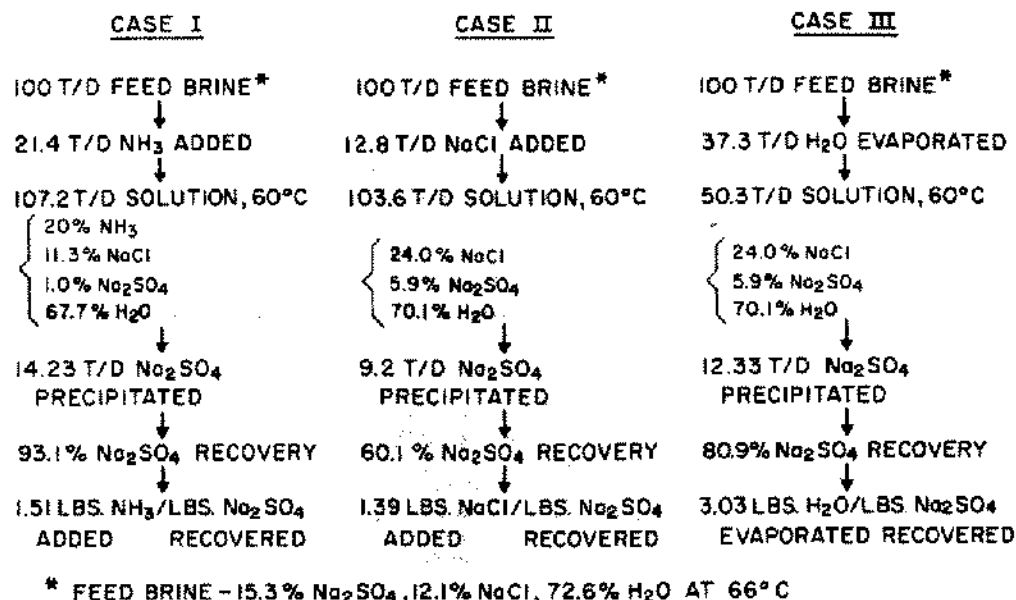 CASE I
100 T/D FEED BRINE*
21.4 T/D NH₃ ADDED
107.2 T/D SOLUTION, 60°C
20% NH₃
11.3% NaCl
1.0% Na₂SO₄
67.7% H₂O
14.23 T/D Na₂SO₄
PRECIPITATED
93.1% Na₂SO₄ RECOVERY
1.51 LBS. NH₃/LBS. Na₂SO₄
ADDED RECOVERED
CASE II
100 T/D FEED BRINE*
12.8 T/D NaCl ADDED
103.6 T/D SOLUTION, 60°C
24.0% NaCl
5.9% Na₂SO₄
70.1% H₂O
9.2 T/D Na₂SO₄
PRECIPITATED
60.1% Na₂SO₄ RECOVERY
1.39 LBS. NaCl/LBS. Na₂SO₄
ADDED RECOVERED
CASE III
100 T/D FEED BRINE*
37.3 T/D H₂O EVAPORATED
50.3 T/D SOLUTION, 60°C
24.0% NaCl
5.9% Na₂SO₄
70.1% H₂O
12.33 T/D Na₂SO₄
PRECIPITATED
80.9% Na₂SO₄ RECOVERY
3.03 LBS. H₂O/LBS. Na₂SO₄
EVAPORATED RECOVERED
* FEED BRINE - 15.3% Na₂SO₄, 12.1% NaCl, 72.6% H₂O AT 66°C